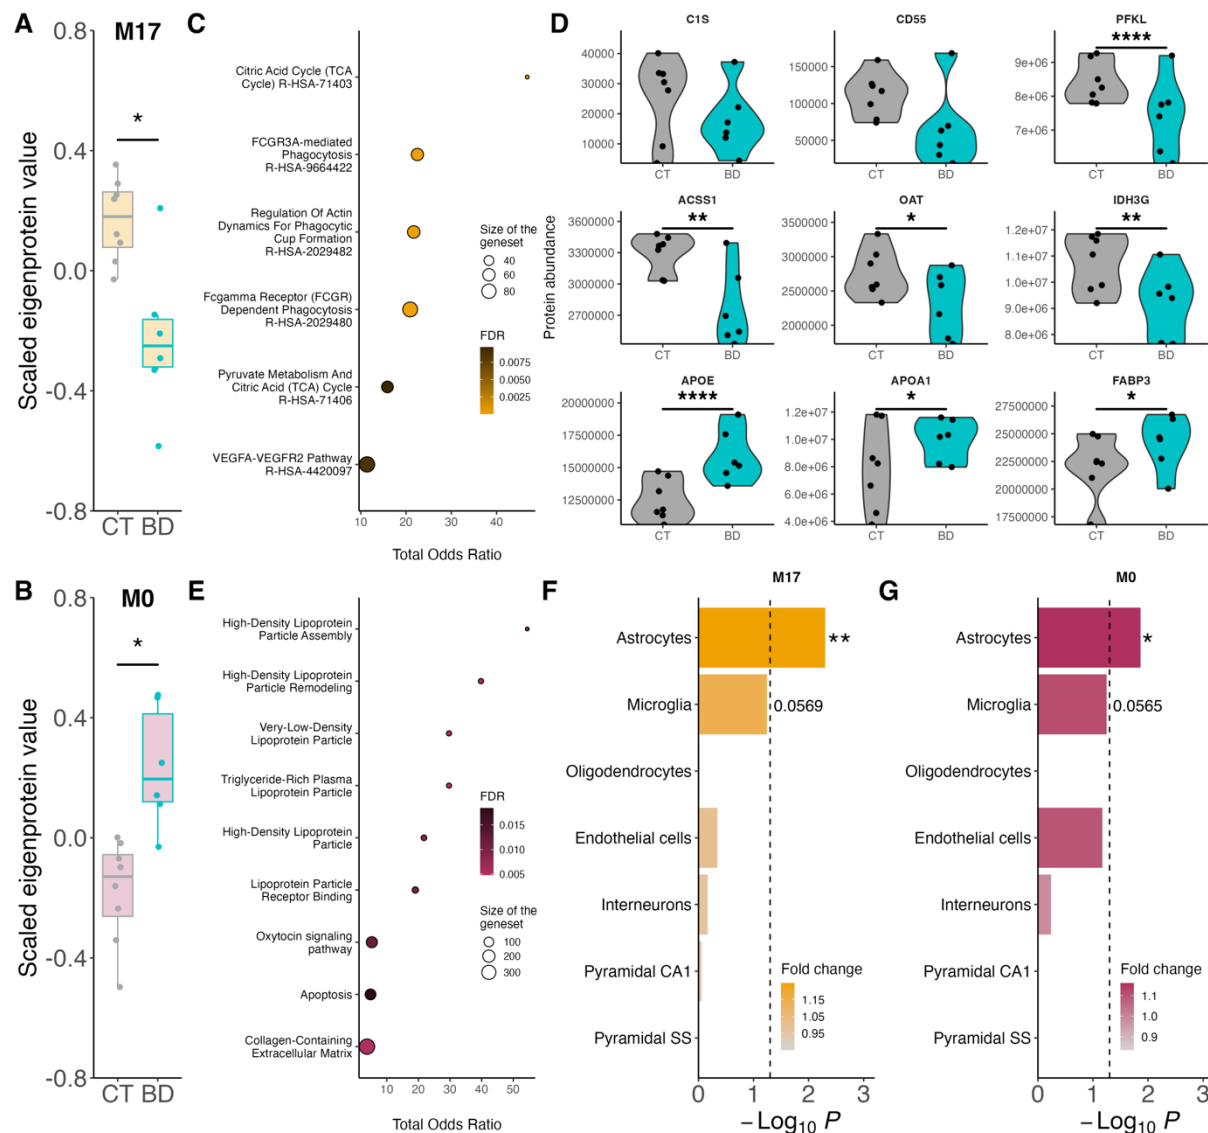 A
M17
Scaled eigenprotein value
0.8
0.4
0.0
-0.4
-0.8
*
CT
BD
C
Citric Acid Cycle (TCA
Cycle) R-HSA-71403
FCGR3A-mediated
Phagocytosis
R-HSA-9664422
Regulation Of Actin
Dynamics For Phagocytic
Cup Formation
R-HSA-2029482
Fcgamma Receptor (FCGR)
Dependent Phagocytosis
R-HSA-2029480
Pyruvate Metabolism And
Citric Acid (TCA) Cycle
R-HSA-71406
VEGFA-VEGFR2 Pathway
R-HSA-4420097
10
20
30
40
Total Odds Ratio
Size of the
geneset
40
60
80
FDR
0.0075
0.0050
0.0025
D
Protein abundance
C1S
40000
30000
20000
10000
CT
BD
CD55
150000
100000
50000
CT
BD
PFKL
****
9e+06
8e+06
7e+06
CT
BD
ACSS1
**
3600000
3300000
3000000
2700000
CT
BD
OAT
*
3500000
3000000
2500000
2000000
CT
BD
IDH3G
**
1.2e+07
1.1e+07
1.0e+07
9.0e+06
8.0e+06
CT
BD
APOE
****
20000000
17500000
15000000
12500000
CT
BD
APOA1
*
1.2e+07
1.0e+07
8.0e+06
6.0e+06
4.0e+06
CT
BD
FABP3
*
27500000
25000000
22500000
20000000
17500000
CT
BD
B
M0
Scaled eigenprotein value
0.8
0.4
0.0
-0.4
-0.8
*
CT
BD
E
High-Density Lipoprotein
Particle Assembly
High-Density Lipoprotein
Particle Remodeling
Very-Low-Density
Lipoprotein Particle
Triglyceride-Rich Plasma
Lipoprotein Particle
High-Density Lipoprotein
Particle
Lipoprotein Particle
Receptor Binding
Oxytocin signaling
pathway
Apoptosis
Collagen-Containing
Extracellular Matrix
10
20
30
40
50
Total Odds Ratio
FDR
0.015
0.010
0.005
Size of the
geneset
100
200
300
F
M17
Astrocytes
**
Microglia
0.0569
Oligodendrocytes
Endothelial cells
Interneurons
Pyramidal CA1
Pyramidal SS
Fold change
1.15
1.05
0.95
0
1
2
3
−Log10 P
G
M0
Astrocytes
*
Microglia
0.0565
Oligodendrocytes
Endothelial cells
Interneurons
Pyramidal CA1
Pyramidal SS
Fold change
1.1
1.0
0.9
0
1
2
3
−Log10 P